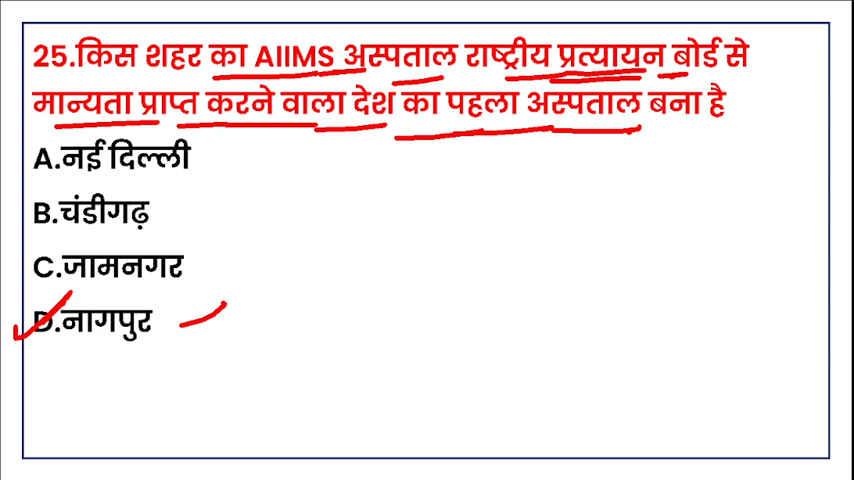 25.किस शहर का AIIMS अस्पताल राष्ट्रीय प्रत्यायन बोर्ड से
मान्यता प्राप्त करने वाला देश का पहला अस्पताल बना है
A.नई दिल्ली
B.चंडीगढ़
C.जामनगर
D.नागपुर